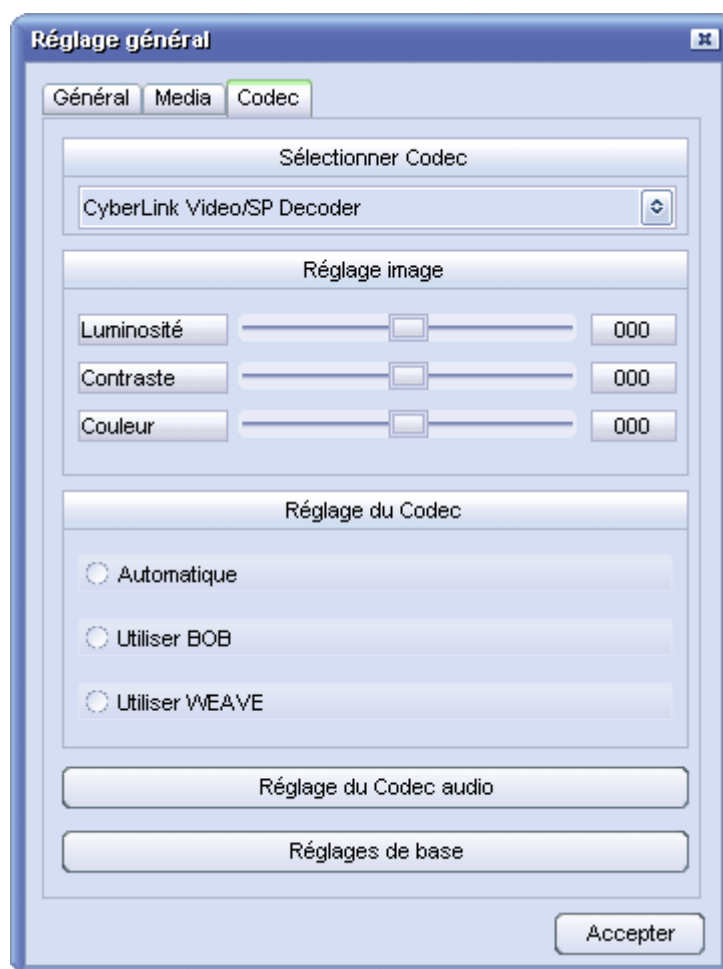 Réglage général
Général Media Codec
Sélectionner Codec
CyberLink Video/SP Decoder
Réglage image
Luminosité 000
Contraste 000
Couleur 000
Réglage du Codec
Automatique
Utiliser BOB
Utiliser WEAVE
Réglage du Codec audio
Réglages de base
Accepter